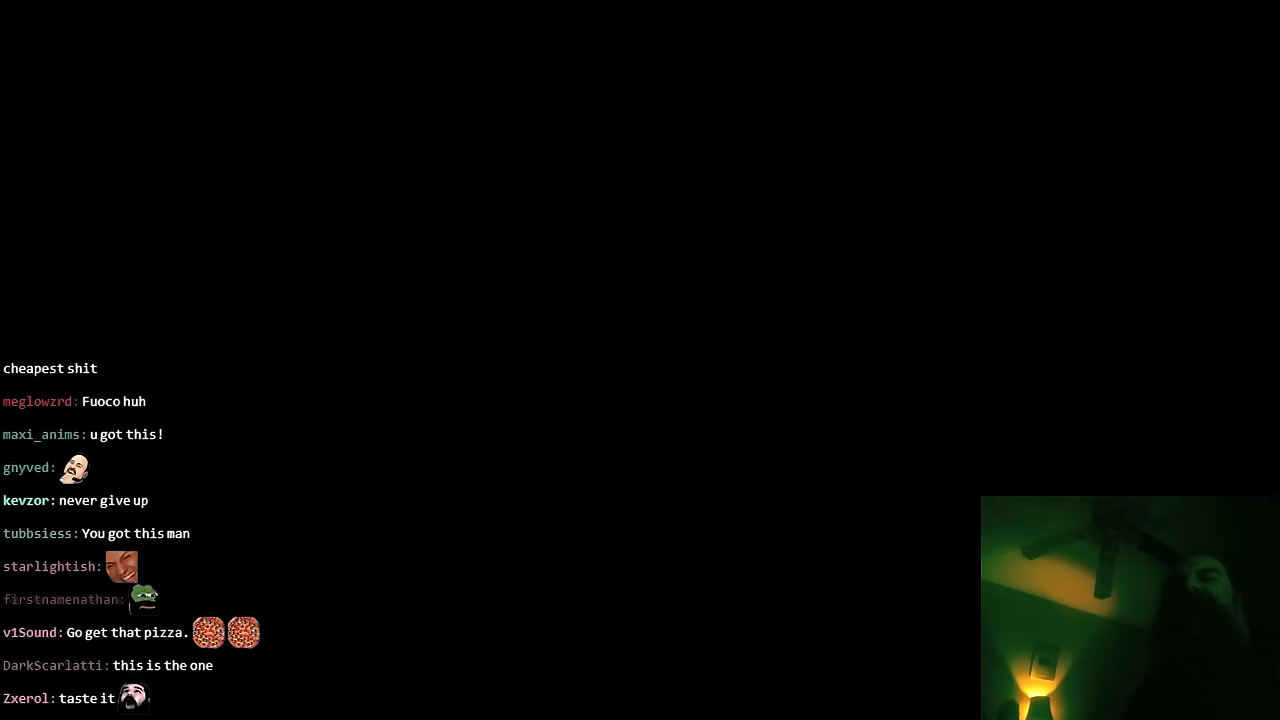 cheapest shit
meglowzrd: Fuoco huh
maxi_anims: u got this!
gnyved:
kevzor: never give up
tubbsiess: You got this man
starlightish:
firstnamenathan:
v1Sound: Go get that pizza.
DarkScarlatti: this is the one
Zxerol: taste it